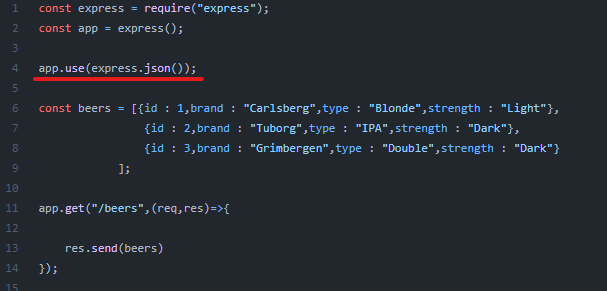 1 const express = require("express");
2 const app = express();
3
4 app.use(express.json());
5
6 const beers = [{id : 1,brand : "Carlsberg",type : "Blonde",strength : "Light"},
7 {id : 2,brand : "Tuborg",type : "IPA",strength : "Dark"},
8 {id : 3,brand : "Grimbergen",type : "Double",strength : "Dark"}
9 ];
10
11 app.get("/beers",(req,res)=>{
12
13 res.send(beers)
14 });
15